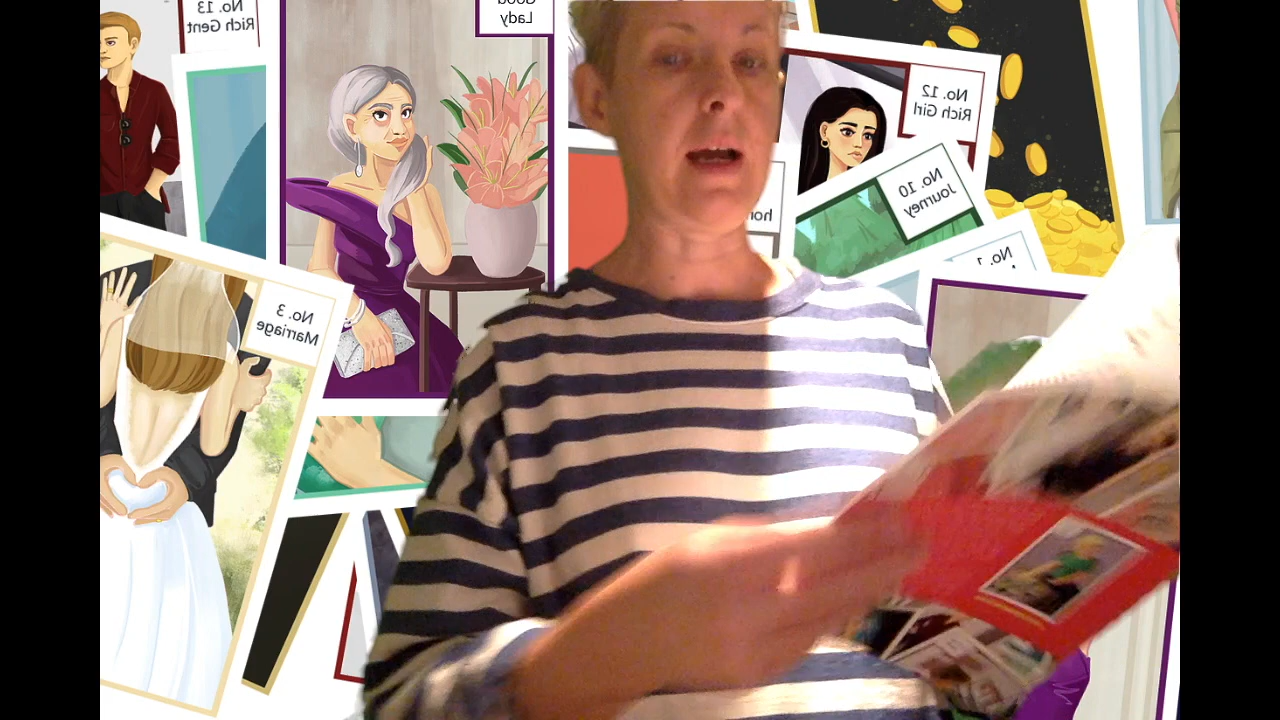 No. 13
Rich Gent
Good
Lady
No. 12
Rich Girl
No. 10
Journey
No. 3
Marriage